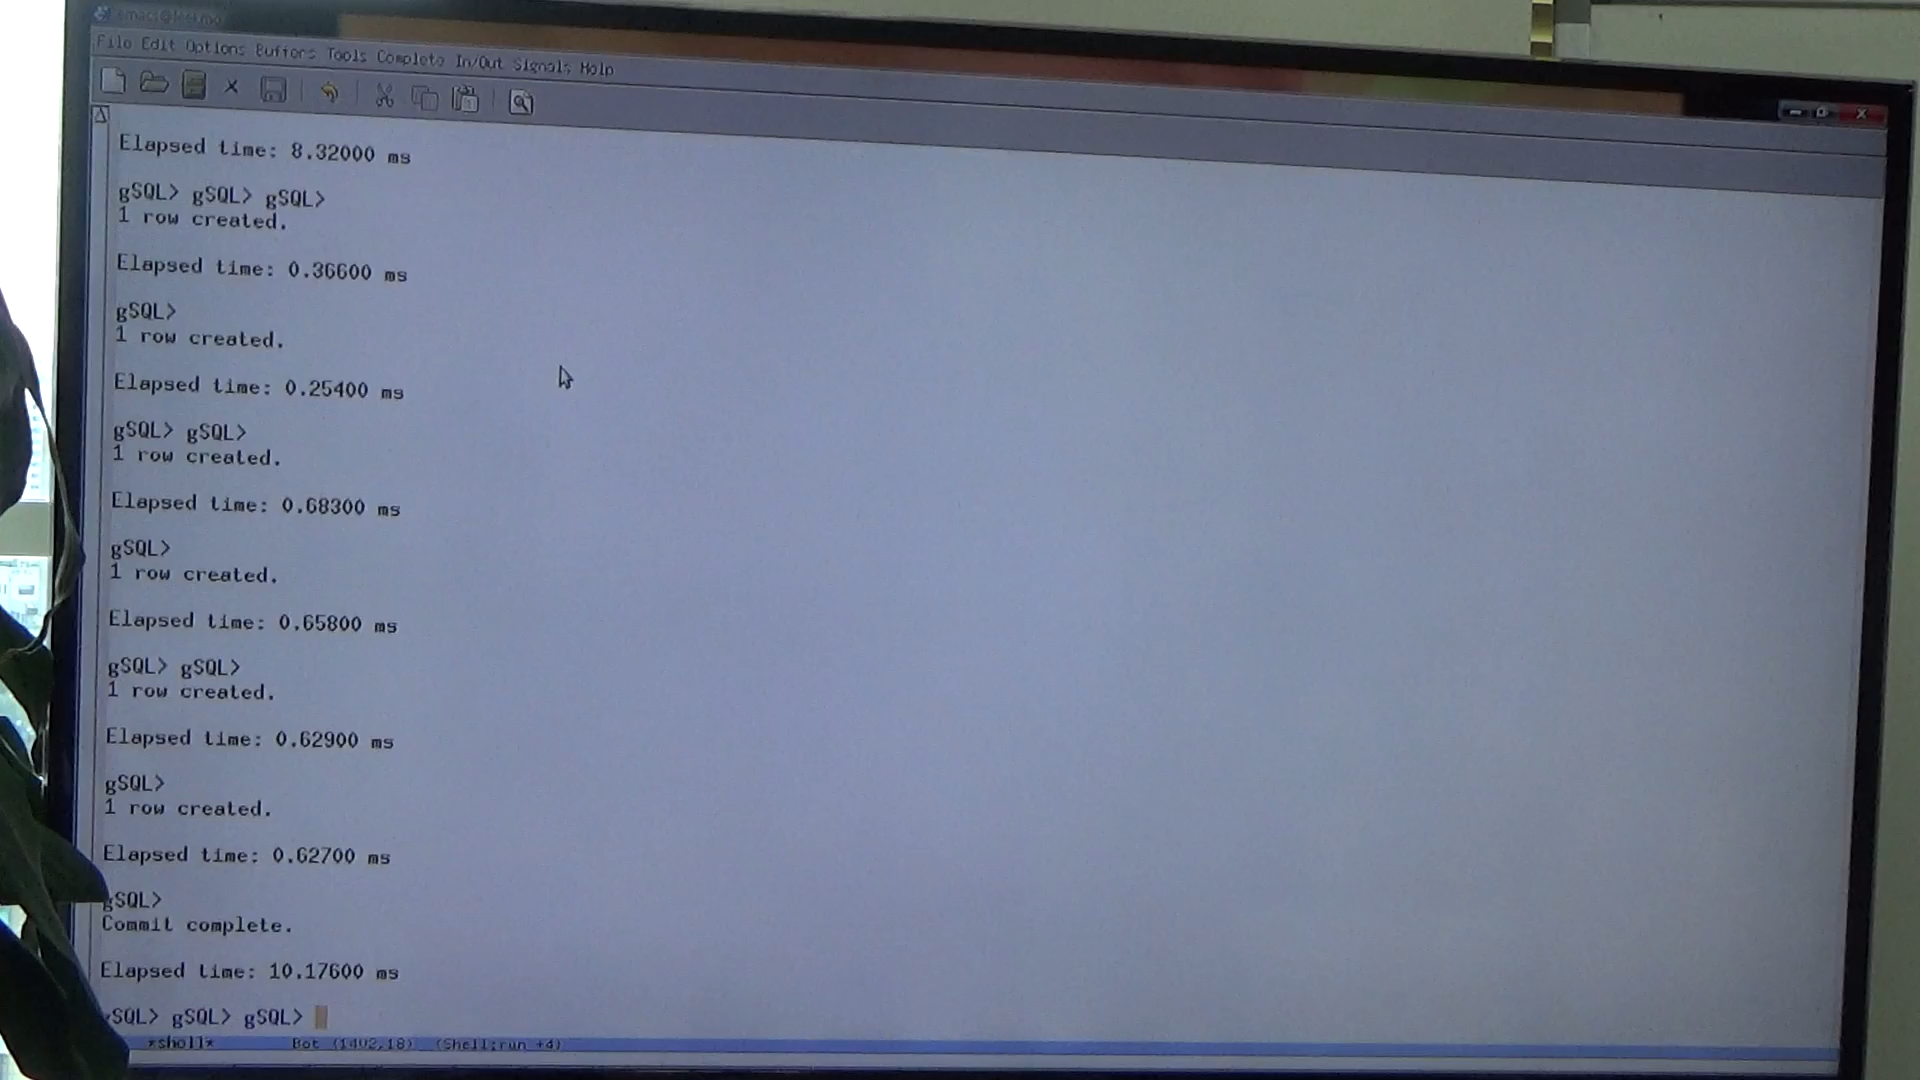 File Edit Options Buffers Tools Complete In/Out Signals Help
Elapsed time: 8.32000 ms
gSQL> gSQL> gSQL>
1 row created.
Elapsed time: 0.36600 ms
gSQL>
1 row created.
Elapsed time: 0.25400 ms
gSQL> gSQL>
1 row created.
Elapsed time: 0.68300 ms
gSQL>
1 row created.
Elapsed time: 0.65800 ms
gSQL> gSQL>
1 row created.
Elapsed time: 0.62900 ms
gSQL>
1 row created.
Elapsed time: 0.62700 ms
gSQL>
Commit complete.
Elapsed time: 10.17600 ms
gSQL> gSQL> gSQL>
*shell* Bot (1402,18) (Shell:run +4)